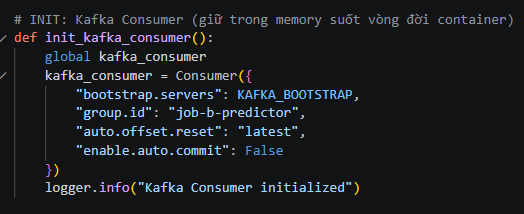 # INIT: Kafka Consumer (giữ trong memory suốt vòng đời container)
def init_kafka_consumer():
    global kafka_consumer
    kafka_consumer = Consumer({
        "bootstrap.servers": KAFKA_BOOTSTRAP,
        "group.id": "job-b-predictor",
        "auto.offset.reset": "latest",
        "enable.auto.commit": False
    })
    logger.info("Kafka Consumer initialized")